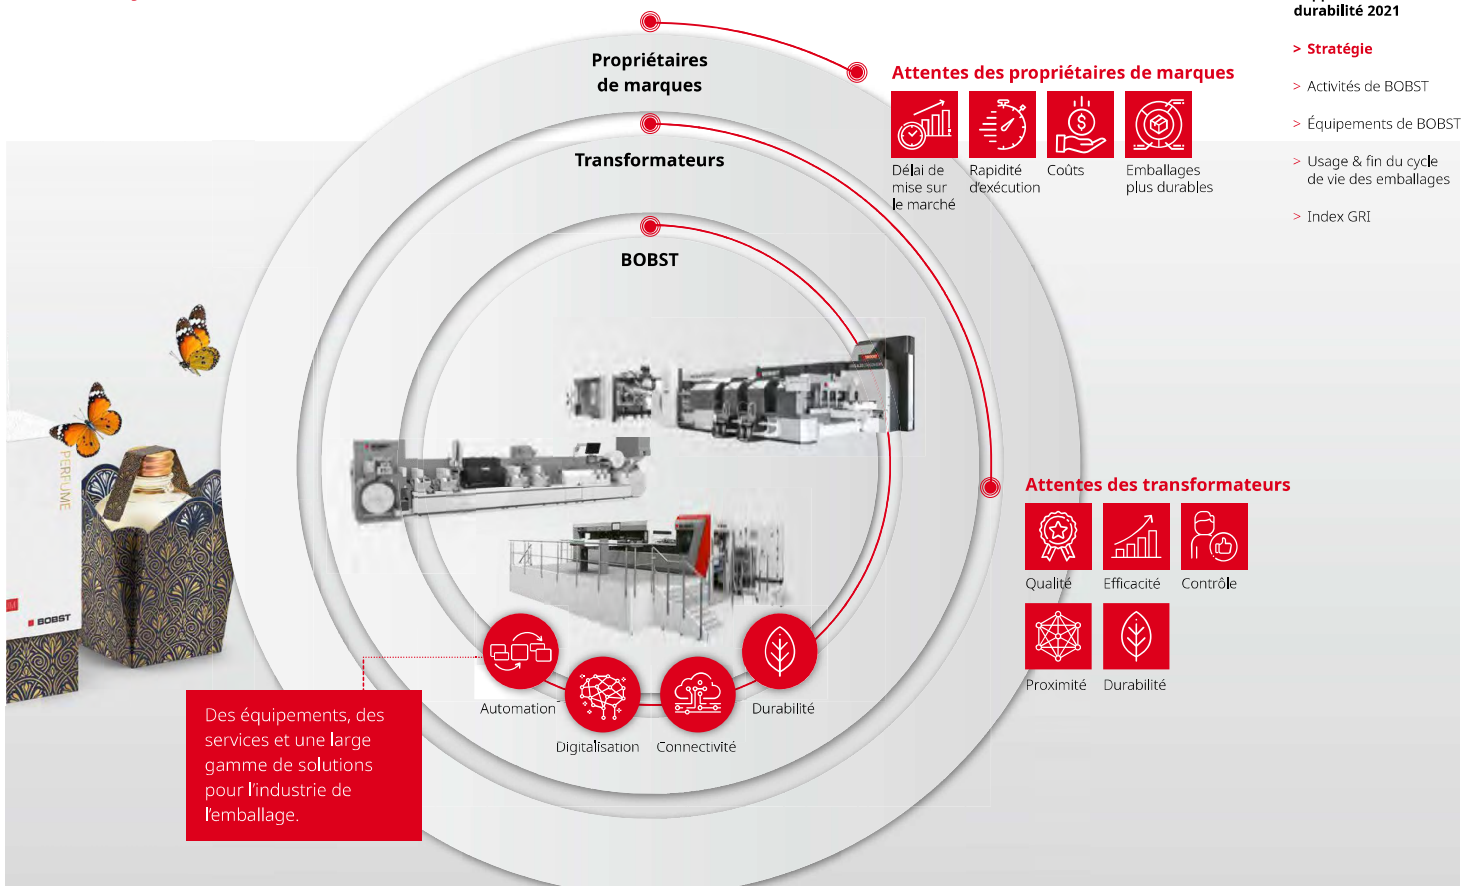 durabilité 2021
> Stratégie
> Activités de BOBST
> Équipements de BOBST
> Usage & fin du cycle
de vie des emballages
> Index GRI
Propriétaires
de marques
Transformateurs
BOBST
Attentes des propriétaires de marques
Délai de
mise sur
le marché
Rapidité
d'exécution
Coûts
Emballages
plus durables
Attentes des transformateurs
Qualité
Efficacité
Contrôle
Proximité
Durabilité
Automation
Digitalisation
Connectivité
Durabilité
Des équipements, des
services et une large
gamme de solutions
pour l'industrie de
l'emballage.
PERFUME
BOBST
BOBST